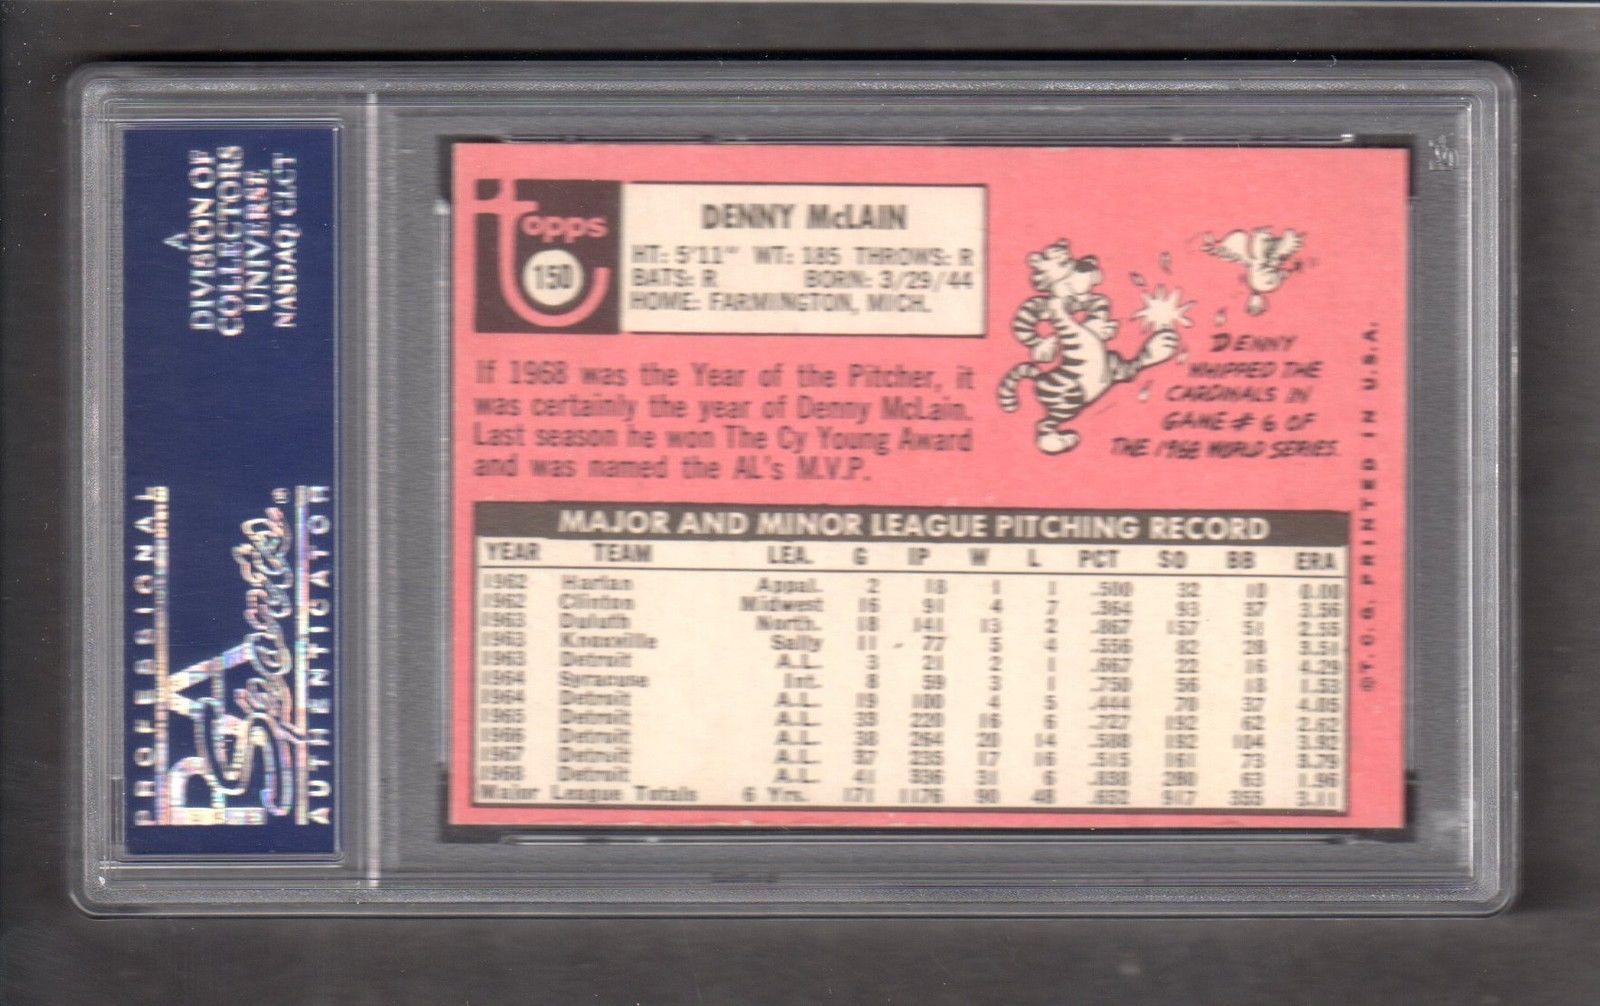 A
DIVISION OF
COLLECTORS
UNIVERSE
NASDAQ: CLCT
PROFESSIONAL
PSA
Sports
AUTHENTICATOR
topps
150
DENNY McLAIN
HT: 5'11" WT: 185 THROWS: R
BATS: R BORN: 3/29/44
HOME: FARMINGTON, MICH.
If 1968 was the Year of the Pitcher, it
was certainly the year of Denny McLain.
Last season he won The Cy Young Award
and was named the AL's M.V.P.
DENNY
WHIPPED THE
CARDINALS IN
GAME # 6 OF
THE 1968 WORLD SERIES.
© T.C.G. PRINTED IN U.S.A.
MAJOR AND MINOR LEAGUE PITCHING RECORD
YEAR TEAM LEA. G IP W L PCT SO BB ERA
1962 Harlan Appal. 2 18 1 1 .500 32 10 0.00
1962 Clinton Midwest 16 91 4 7 .364 93 37 3.56
1963 Duluth North. 18 141 13 2 .867 157 51 2.55
1963 Knoxville Sally 11 77 5 4 .556 82 28 3.51
1963 Detroit A.L. 3 21 2 1 .667 22 16 4.29
1964 Syracuse Int. 8 59 3 1 .750 56 18 1.53
1964 Detroit A.L. 19 100 4 5 .444 70 37 4.05
1965 Detroit A.L. 33 220 16 6 .727 192 62 2.62
1966 Detroit A.L. 38 264 20 14 .588 192 104 3.92
1967 Detroit A.L. 37 235 17 16 .515 161 73 3.79
1968 Detroit A.L. 41 336 31 6 .838 280 63 1.96
Major League Totals 6 Yrs. 171 1176 90 48 .652 917 355 3.11